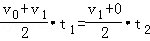 (v₀+v₁)/2 · t₁ = (v₁+0)/2 · t₂